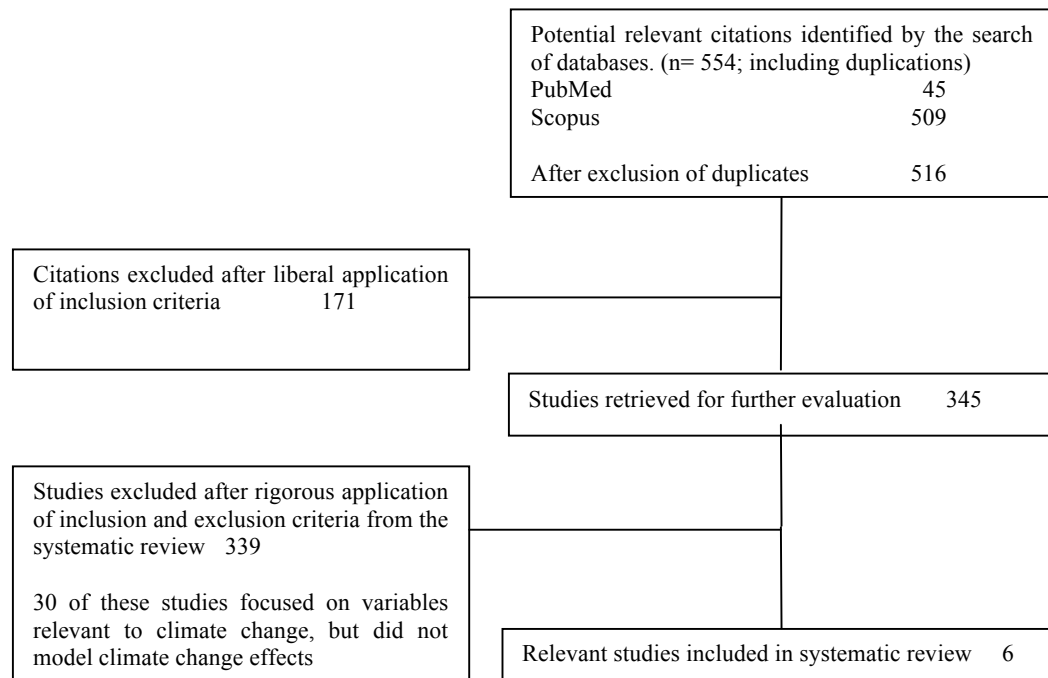 Potential relevant citations identified by the search
of databases. (n= 554; including duplications)
PubMed 45
Scopus 509
After exclusion of duplicates 516
Citations excluded after liberal application
of inclusion criteria 171
Studies retrieved for further evaluation 345
Studies excluded after rigorous application
of inclusion and exclusion criteria from the
systematic review 339
30 of these studies focused on variables
relevant to climate change, but did not
model climate change effects
Relevant studies included in systematic review 6